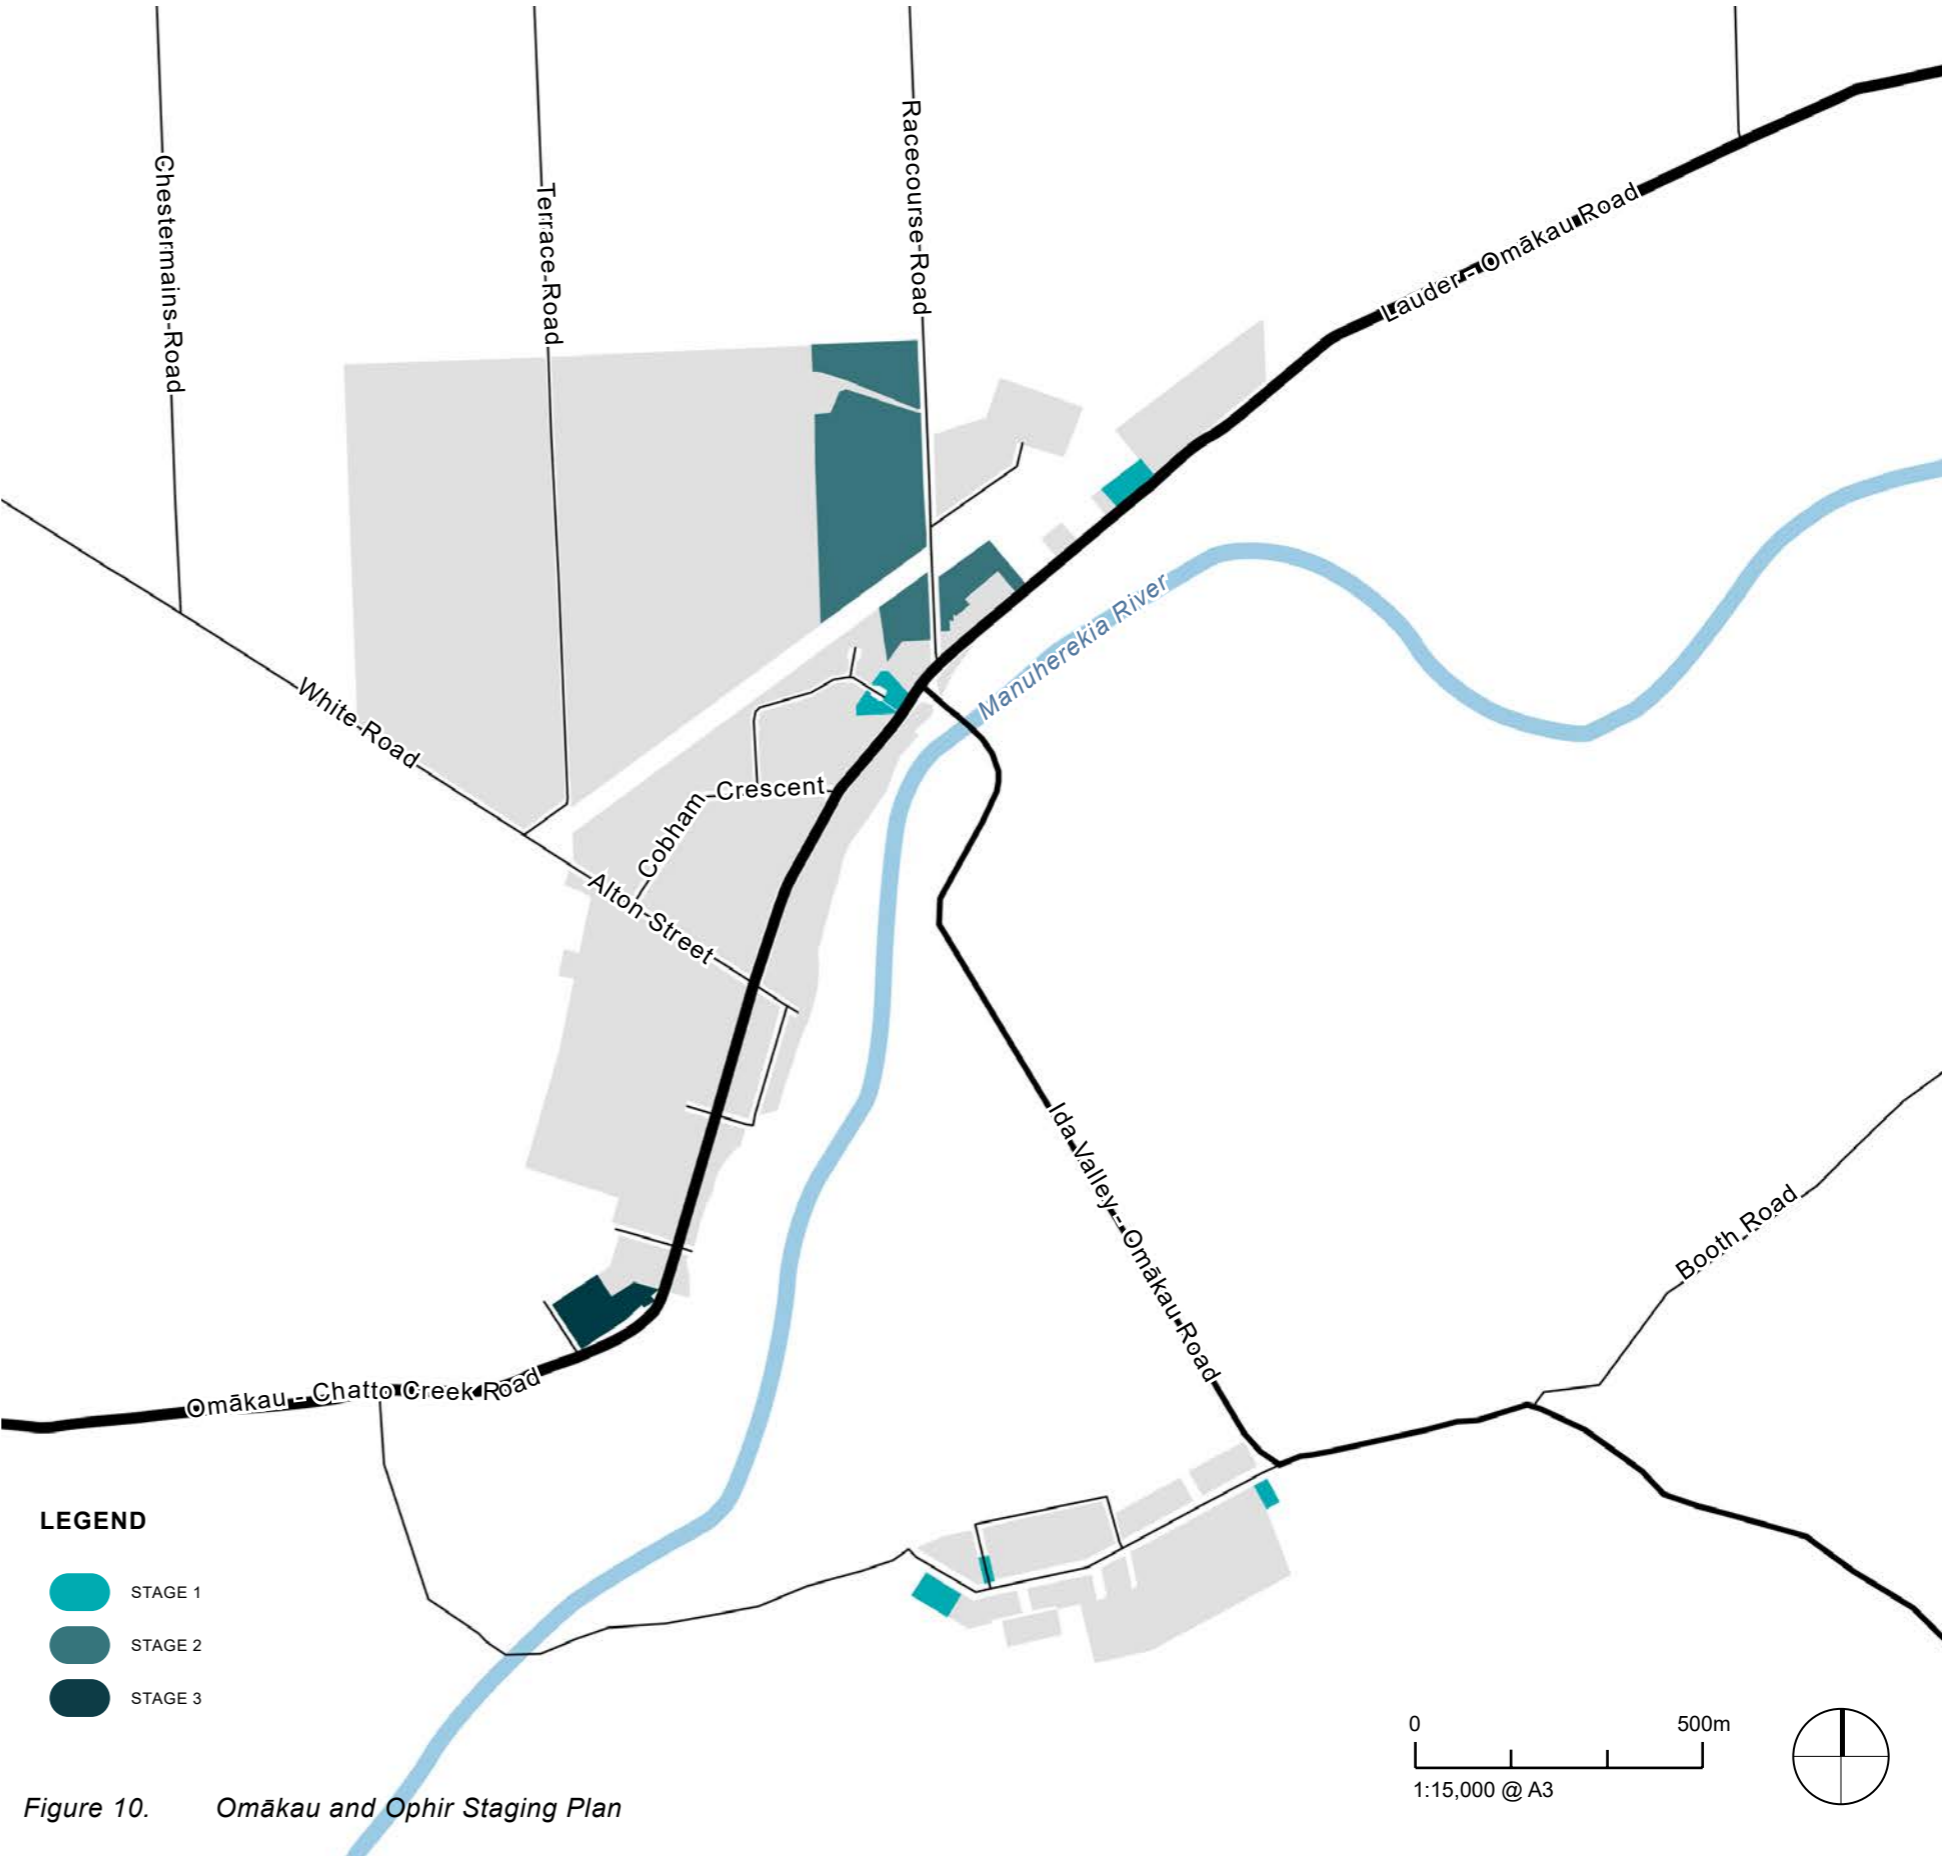 Chestermains Road
Terrace Road
Racecourse Road
Lauder - Omākau Road
Manuherekia River
White Road
Cobham Crescent
Alton Street
Ida Valley - Omākau Road
Booth Road
Omākau - Chatto Creek Road
LEGEND
STAGE 1
STAGE 2
STAGE 3
0 500m
1:15,000 @ A3
Figure 10. Omākau and Ophir Staging Plan